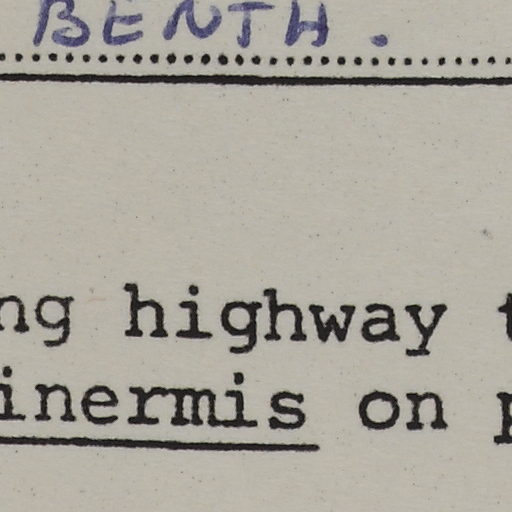 BENTH.
ng highway t
inermis on p